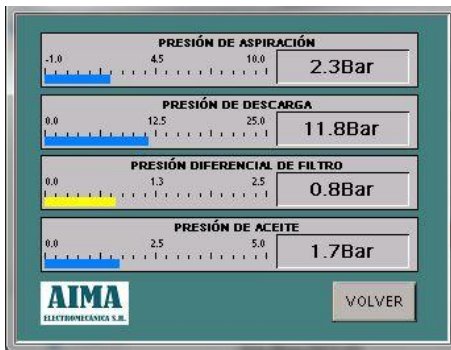 PRESIÓN DE ASPIRACIÓN
-1.0 4.5 10.0
2.3Bar
PRESIÓN DE DESCARGA
0.0 12.5 25.0
11.8Bar
PRESIÓN DIFERENCIAL DE FILTRO
0.0 1.3 2.5
0.8Bar
PRESIÓN DE ACEITE
0.0 2.5 5.0
1.7Bar
AIMA
ELECTROMECÁNICA S.R.
VOLVER